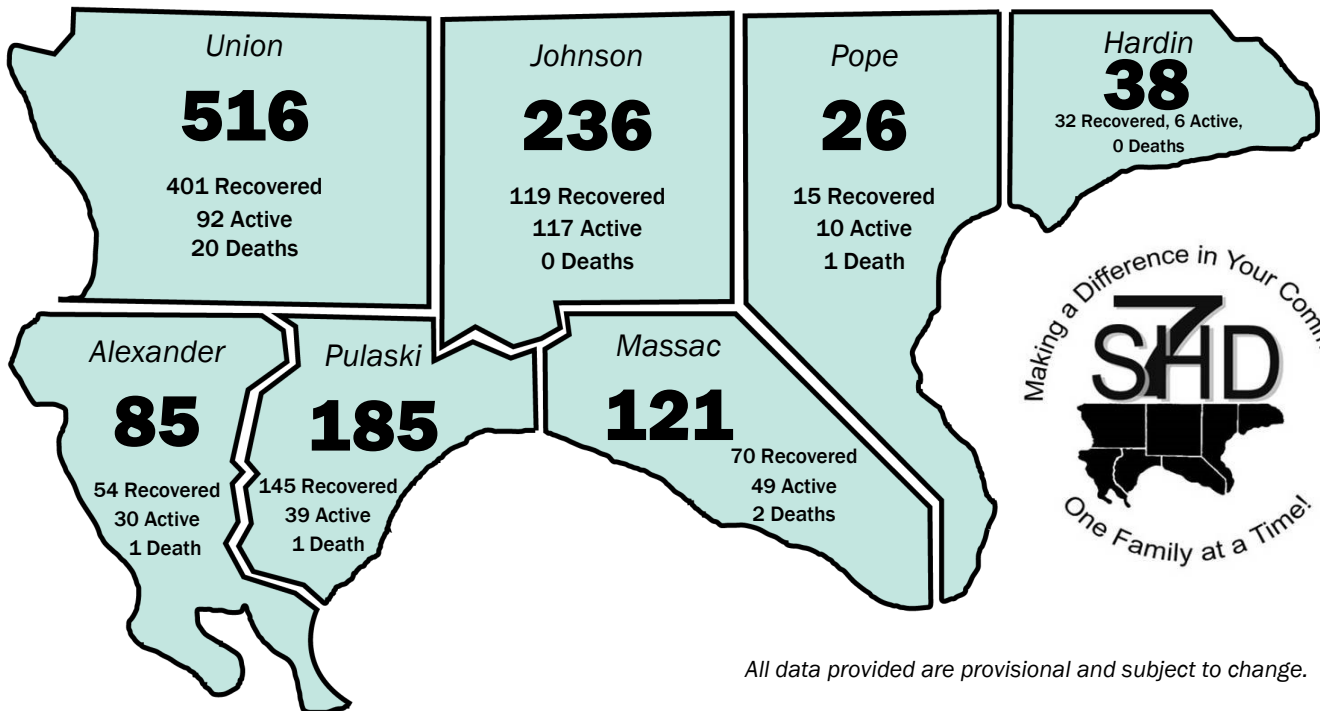 Union
516
401 Recovered
92 Active
20 Deaths
Johnson
236
119 Recovered
117 Active
0 Deaths
Pope
26
15 Recovered
10 Active
1 Death
Hardin
38
32 Recovered, 6 Active,
0 Deaths
Alexander
85
54 Recovered
30 Active
1 Death
Pulaski
185
145 Recovered
39 Active
1 Death
Massac
121
70 Recovered
49 Active
2 Deaths
Making a Difference in Your
S7HD
One Family at a Time!
All data provided are provisional and subject to change.